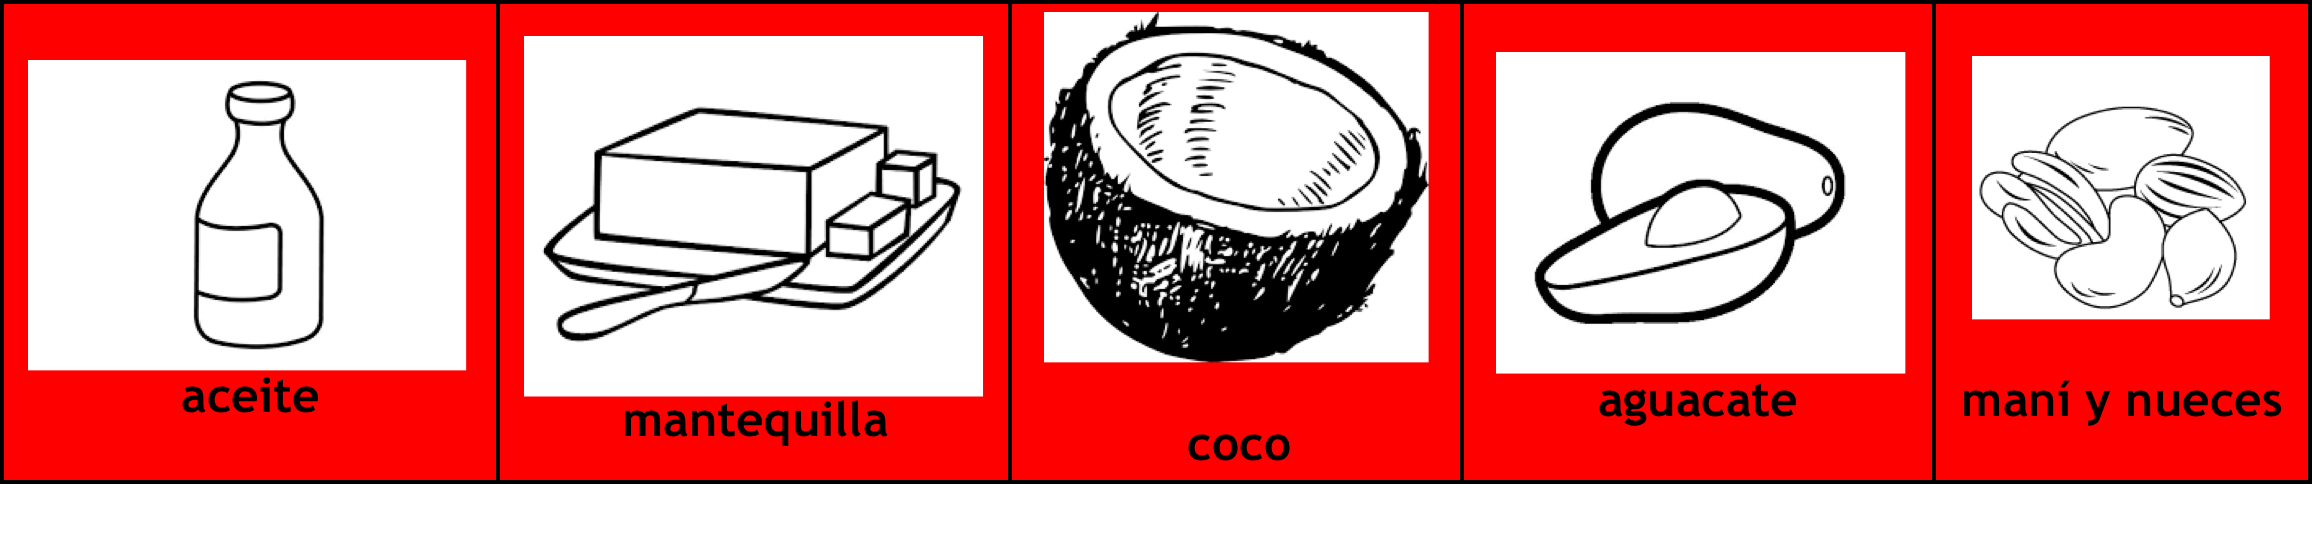 aceite
mantequilla
coco
aguacate
maní y nueces